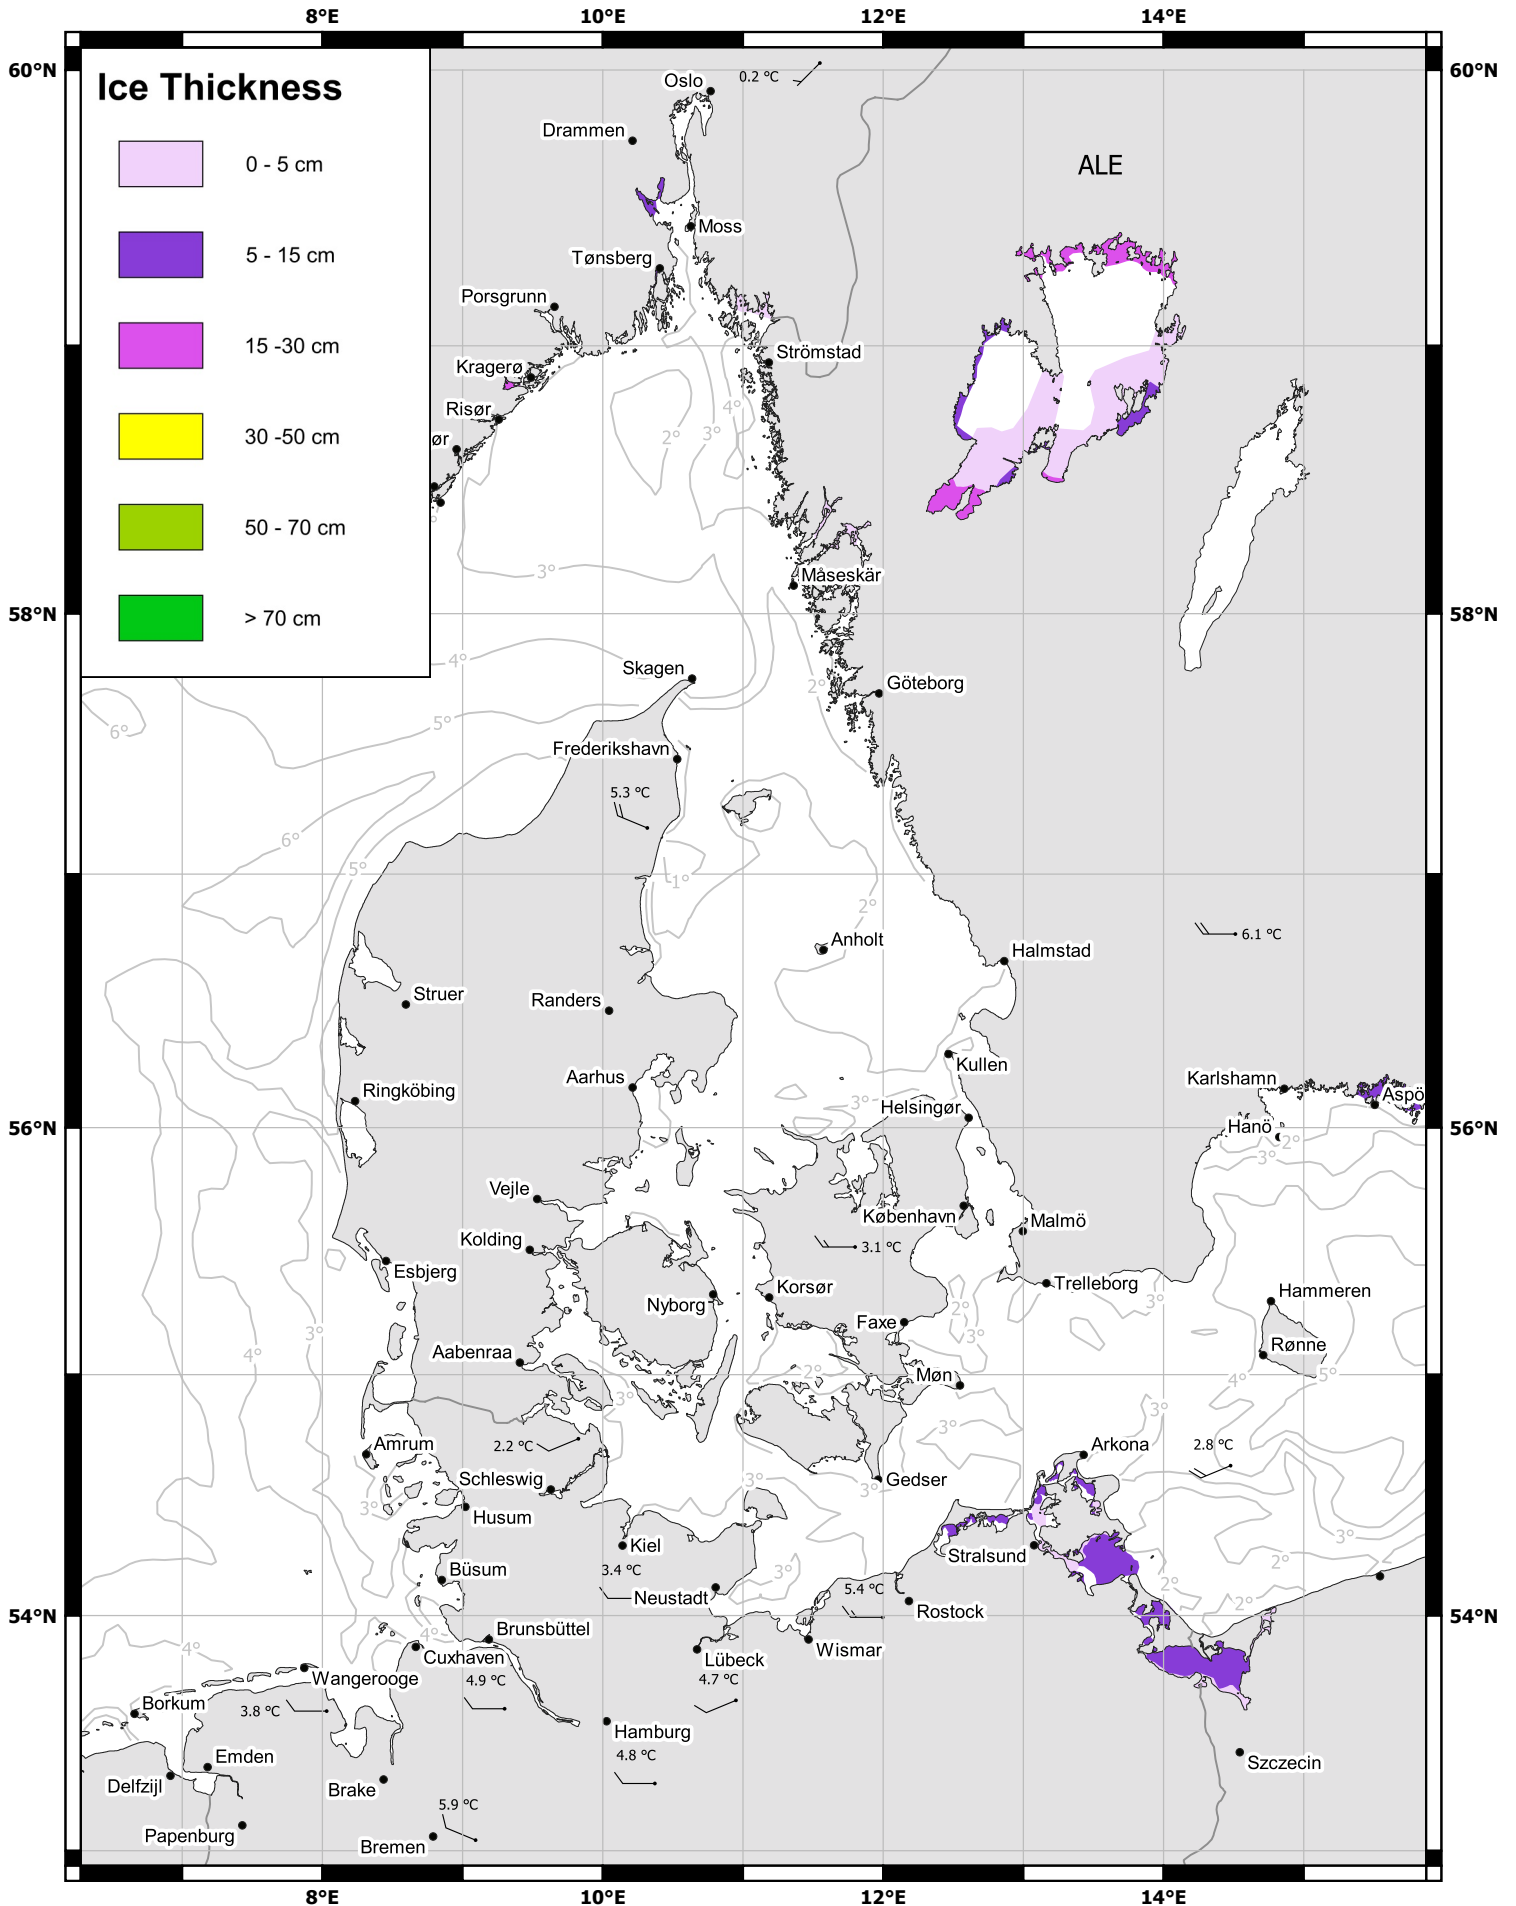 8°E 10°E 12°E 14°E
60°N 60°N
Ice Thickness
0 - 5 cm
5 - 15 cm
15 -30 cm
30 -50 cm
50 - 70 cm
> 70 cm
0.2 °C
Oslo
Drammen
ALE
Moss
Tønsberg
Porsgrunn
Strömstad
Kragerø
Risør
4°
ør
2° 3°
3°
Måseskär
58°N 58°N
4°
Skagen
2°
Göteborg
5°
6°
Frederikshavn
5.3 °C
6°
5°
1°
2°
Anholt
6.1 °C
Halmstad
Struer
Randers
Kullen
Aarhus
Karlshamn
Ringköbing
Aspö
3°
Helsingør
56°N 56°N
Hanö
2°
3°
Vejle
København
Malmö
Kolding
3.1 °C
Esbjerg
Trelleborg
Korsør
Hammeren
Nyborg
3°
2°
Faxe
3°
3°
Rønne
4°
Aabenraa
2°
Møn
4°
5°
3°
3°
3°
Amrum
2.2 °C
Arkona
2.8 °C
Schleswig
3°
Gedser
3°
3°
Husum
3°
Kiel
Stralsund
2°
Büsum
3.4 °C
3°
2°
Neustadt
5.4 °C
2°
Rostock
54°N 54°N
Brunsbüttel
4°
4°
Wismar
Cuxhaven
Lübeck
Wangerooge
4.9 °C
4.7 °C
Borkum
3.8 °C
Hamburg
Emden
4.8 °C
Szczecin
Delfzijl
Brake
5.9 °C
Papenburg
Bremen
8°E 10°E 12°E 14°E